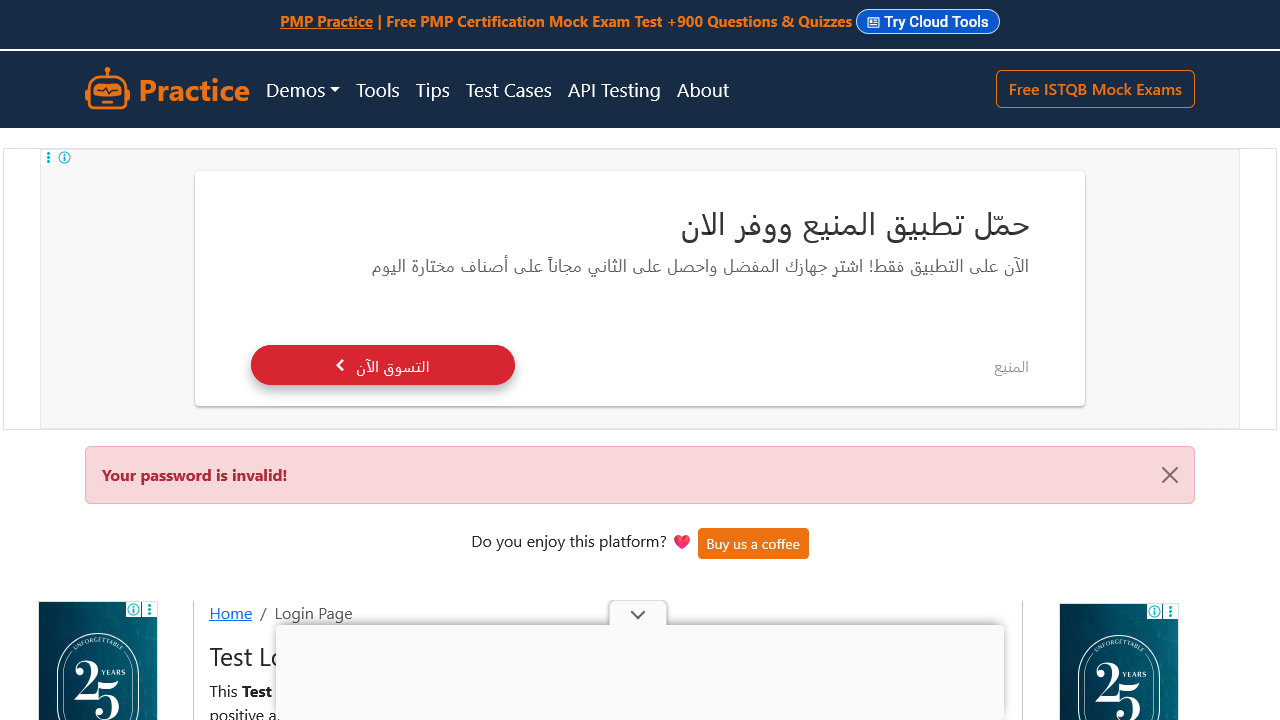 PMP Practice | Free PMP Certification Mock Exam Test +900 Questions & Quizzes Try Cloud Tools
Practice Demos Tools Tips Test Cases API Testing About Free ISTQB Mock Exams
حمّل تطبيق المنيع ووفر الان
الآن على التطبيق فقط! اشترِ جهازك المفضل واحصل على الثاني مجاناً على أصناف مختارة اليوم
التسوق الآن
المنيع
Your password is invalid!
Do you enjoy this platform? Buy us a coffee
Home / Login Page
UNFORGETTABLE
25 YEARS
Test Lo
This Test
positive a
UNFORGETTABLE
25 YEARS